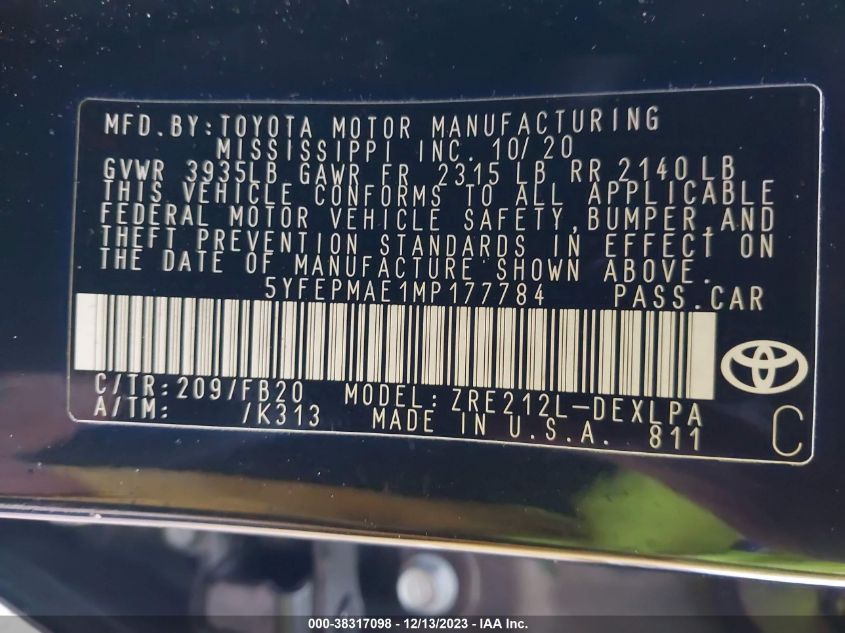 MFD.BY:TOYOTA MOTOR MANUFACTURING
MISSISSIPPI INC. 10/20
GVWR 3935LB GAWR FR 2315 LB RR 2140 LB
THIS VEHICLE CONFORMS TO ALL APPLICABLE
FEDERAL MOTOR VEHICLE SAFETY,BUMPER,AND
THEFT PREVENTION STANDARDS IN EFFECT ON
THE DATE OF MANUFACTURE SHOWN ABOVE.
5YFEPMAE1MP177784 PASS.CAR
C/TR:209/FB20 MODEL:ZRE212L-DEXLPA
A/TM: /K313 MADE IN U.S.A. 811 C
000-38317098 - 12/13/2023 - IAA Inc.